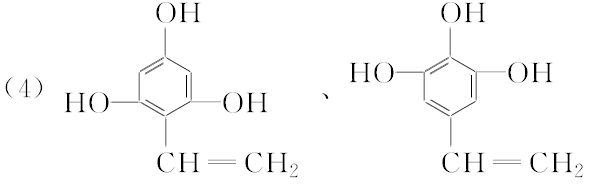 OH OH
HO OH HO OH
（4） 、
CH＝CH₂ CH＝CH₂